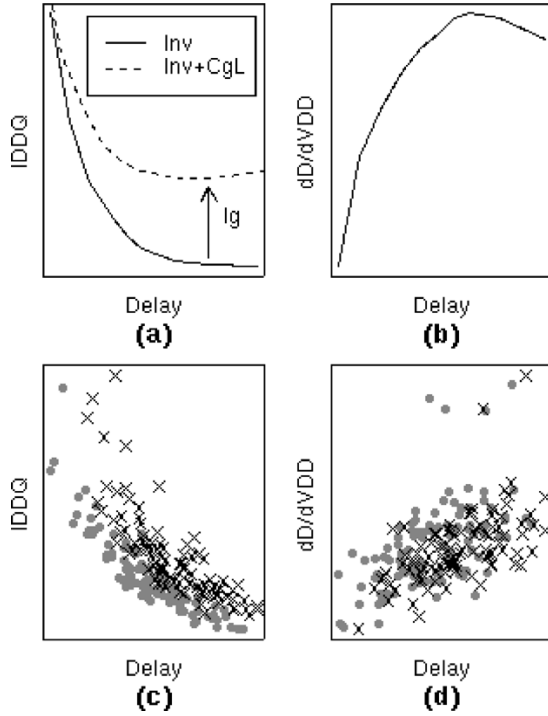 Inv
Inv+CgL
IDDQ
Ig
Delay
(a)
dD/dVDD
Delay
(b)
IDDQ
Delay
(c)
dD/dVDD
Delay
(d)